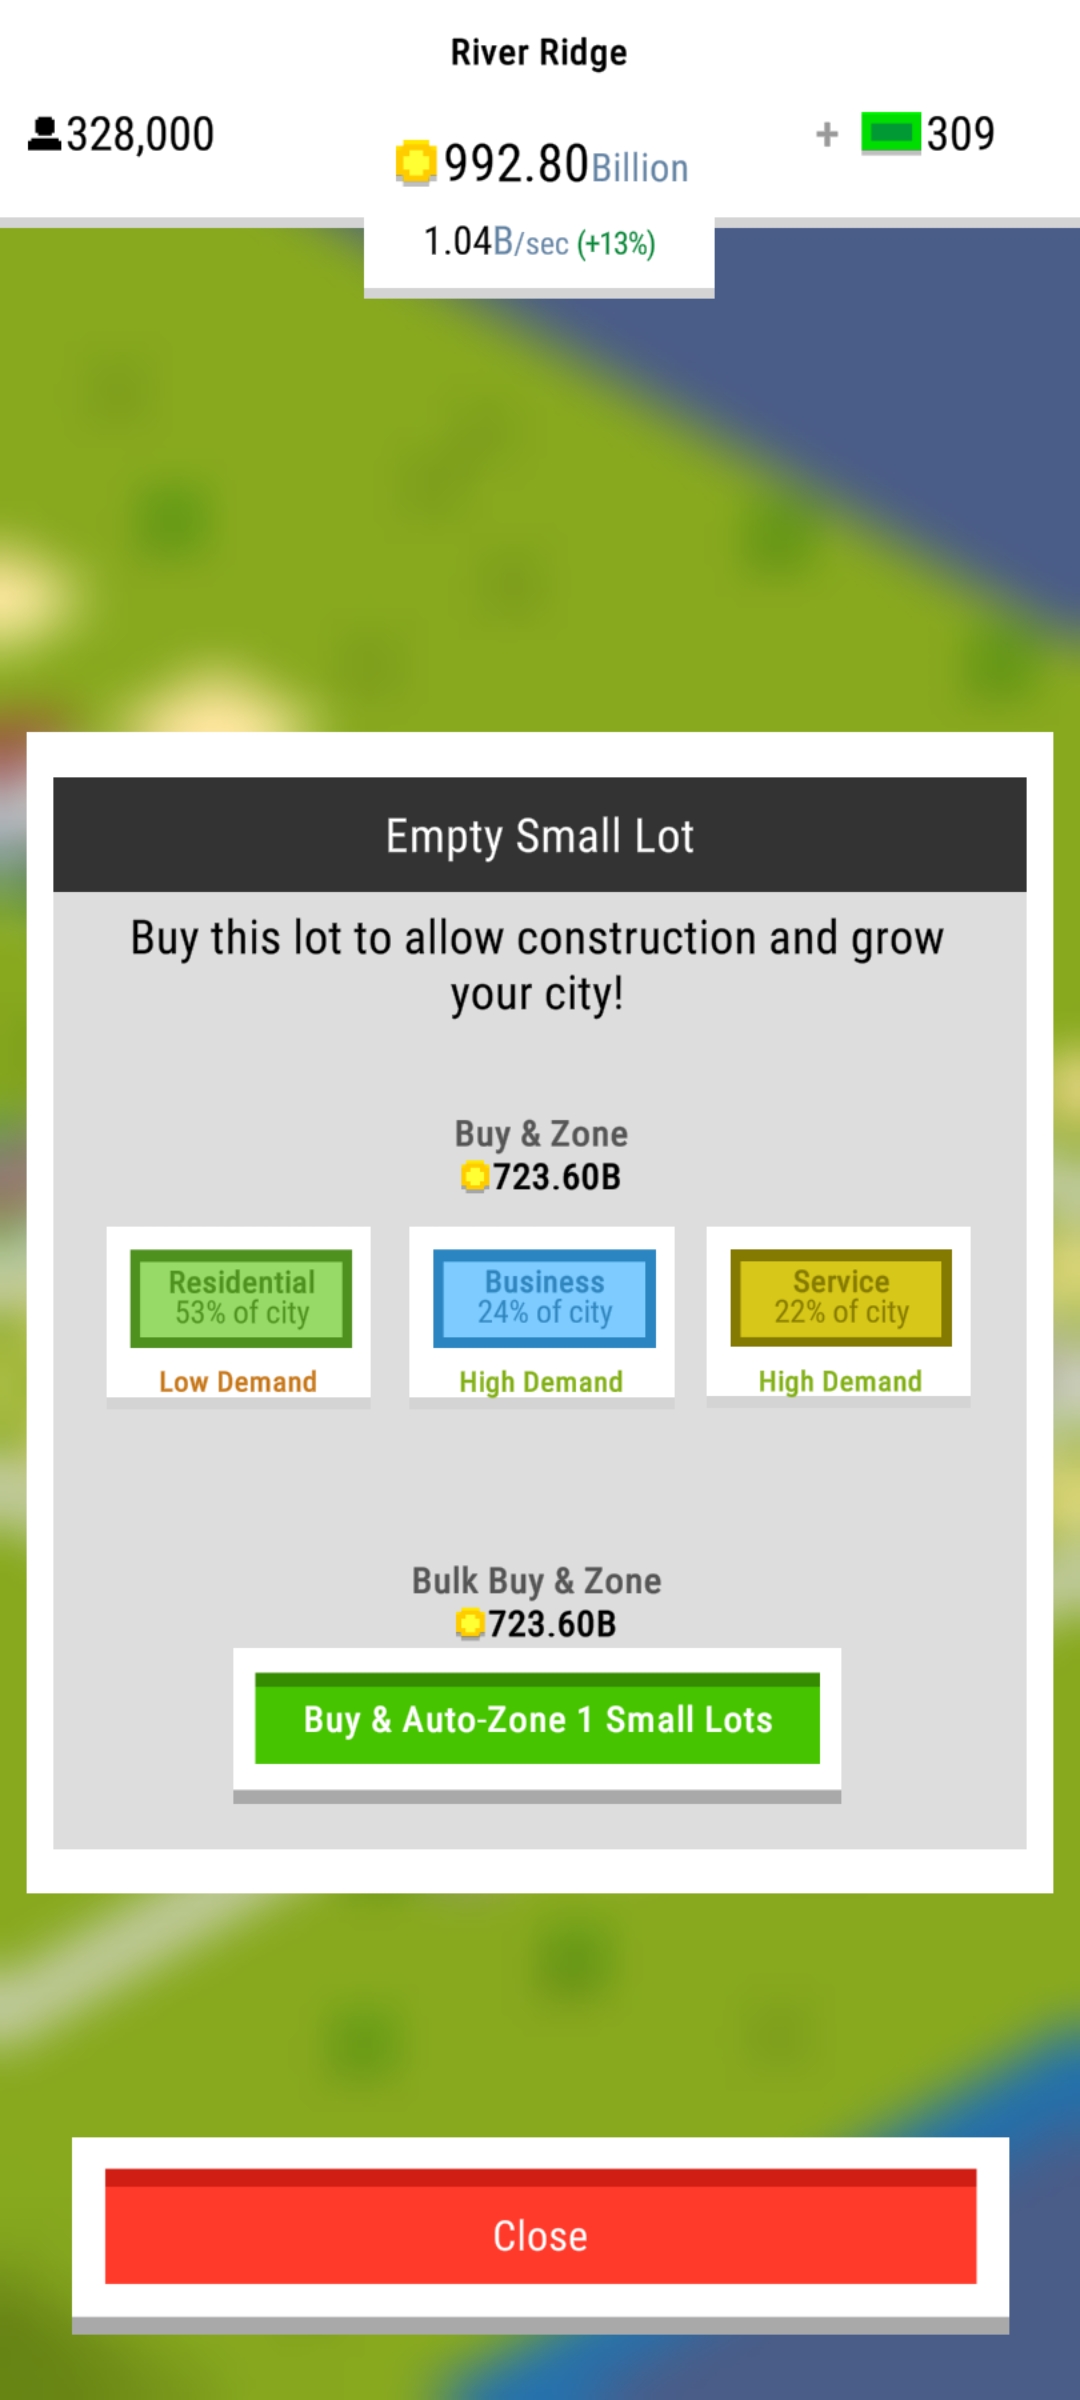 River Ridge
328,000
992.80Billion
+ 309
1.04B/sec (+13%)
Empty Small Lot
Buy this lot to allow construction and grow
your city!
Buy & Zone
723.60B
Residential
53% of city
Low Demand
Business
24% of city
High Demand
Service
22% of city
High Demand
Bulk Buy & Zone
723.60B
Buy & Auto-Zone 1 Small Lots
Close